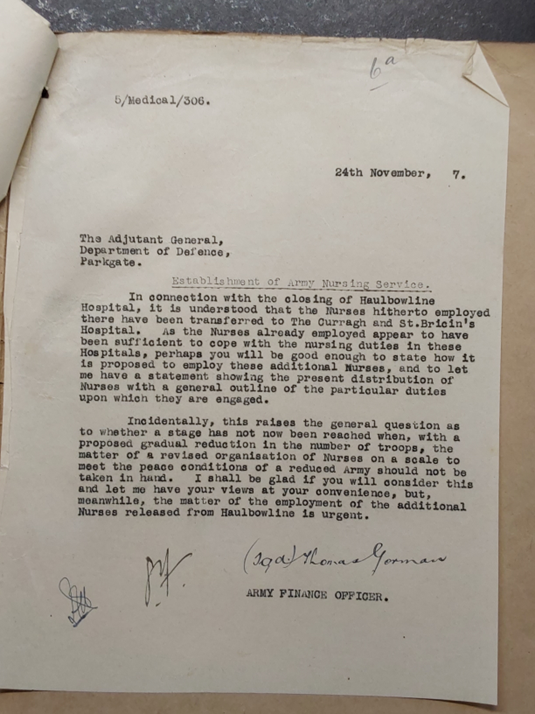 6a
5/Medical/306.
24th November, 7.
The Adjutant General,
Department of Defence,
Parkgate.
Establishment of Army Nursing Service.
In connection with the closing of Haulbowline
Hospital, it is understood that the Nurses hitherto employed
there have been transferred to The Curragh and St.Bricin's
Hospital. As the Nurses already employed appear to have
been sufficient to cope with the nursing duties in these
Hospitals, perhaps you will be good enough to state how it
is proposed to employ these additional Nurses, and to let
me have a statement showing the present distribution of
Nurses with a general outline of the particular duties
upon which they are engaged.
Incidentally, this raises the general question as
to whether a stage has not now been reached when, with a
proposed gradual reduction in the number of troops, the
matter of a revised organisation of Nurses on a scale to
meet the peace conditions of a reduced Army should not be
taken in hand. I shall be glad if you will consider this
and let me have your views at your convenience, but,
meanwhile, the matter of the employment of the additional
Nurses released from Haulbowline is urgent.
(Sgd.) Thomas Gorman
ARMY FINANCE OFFICER.